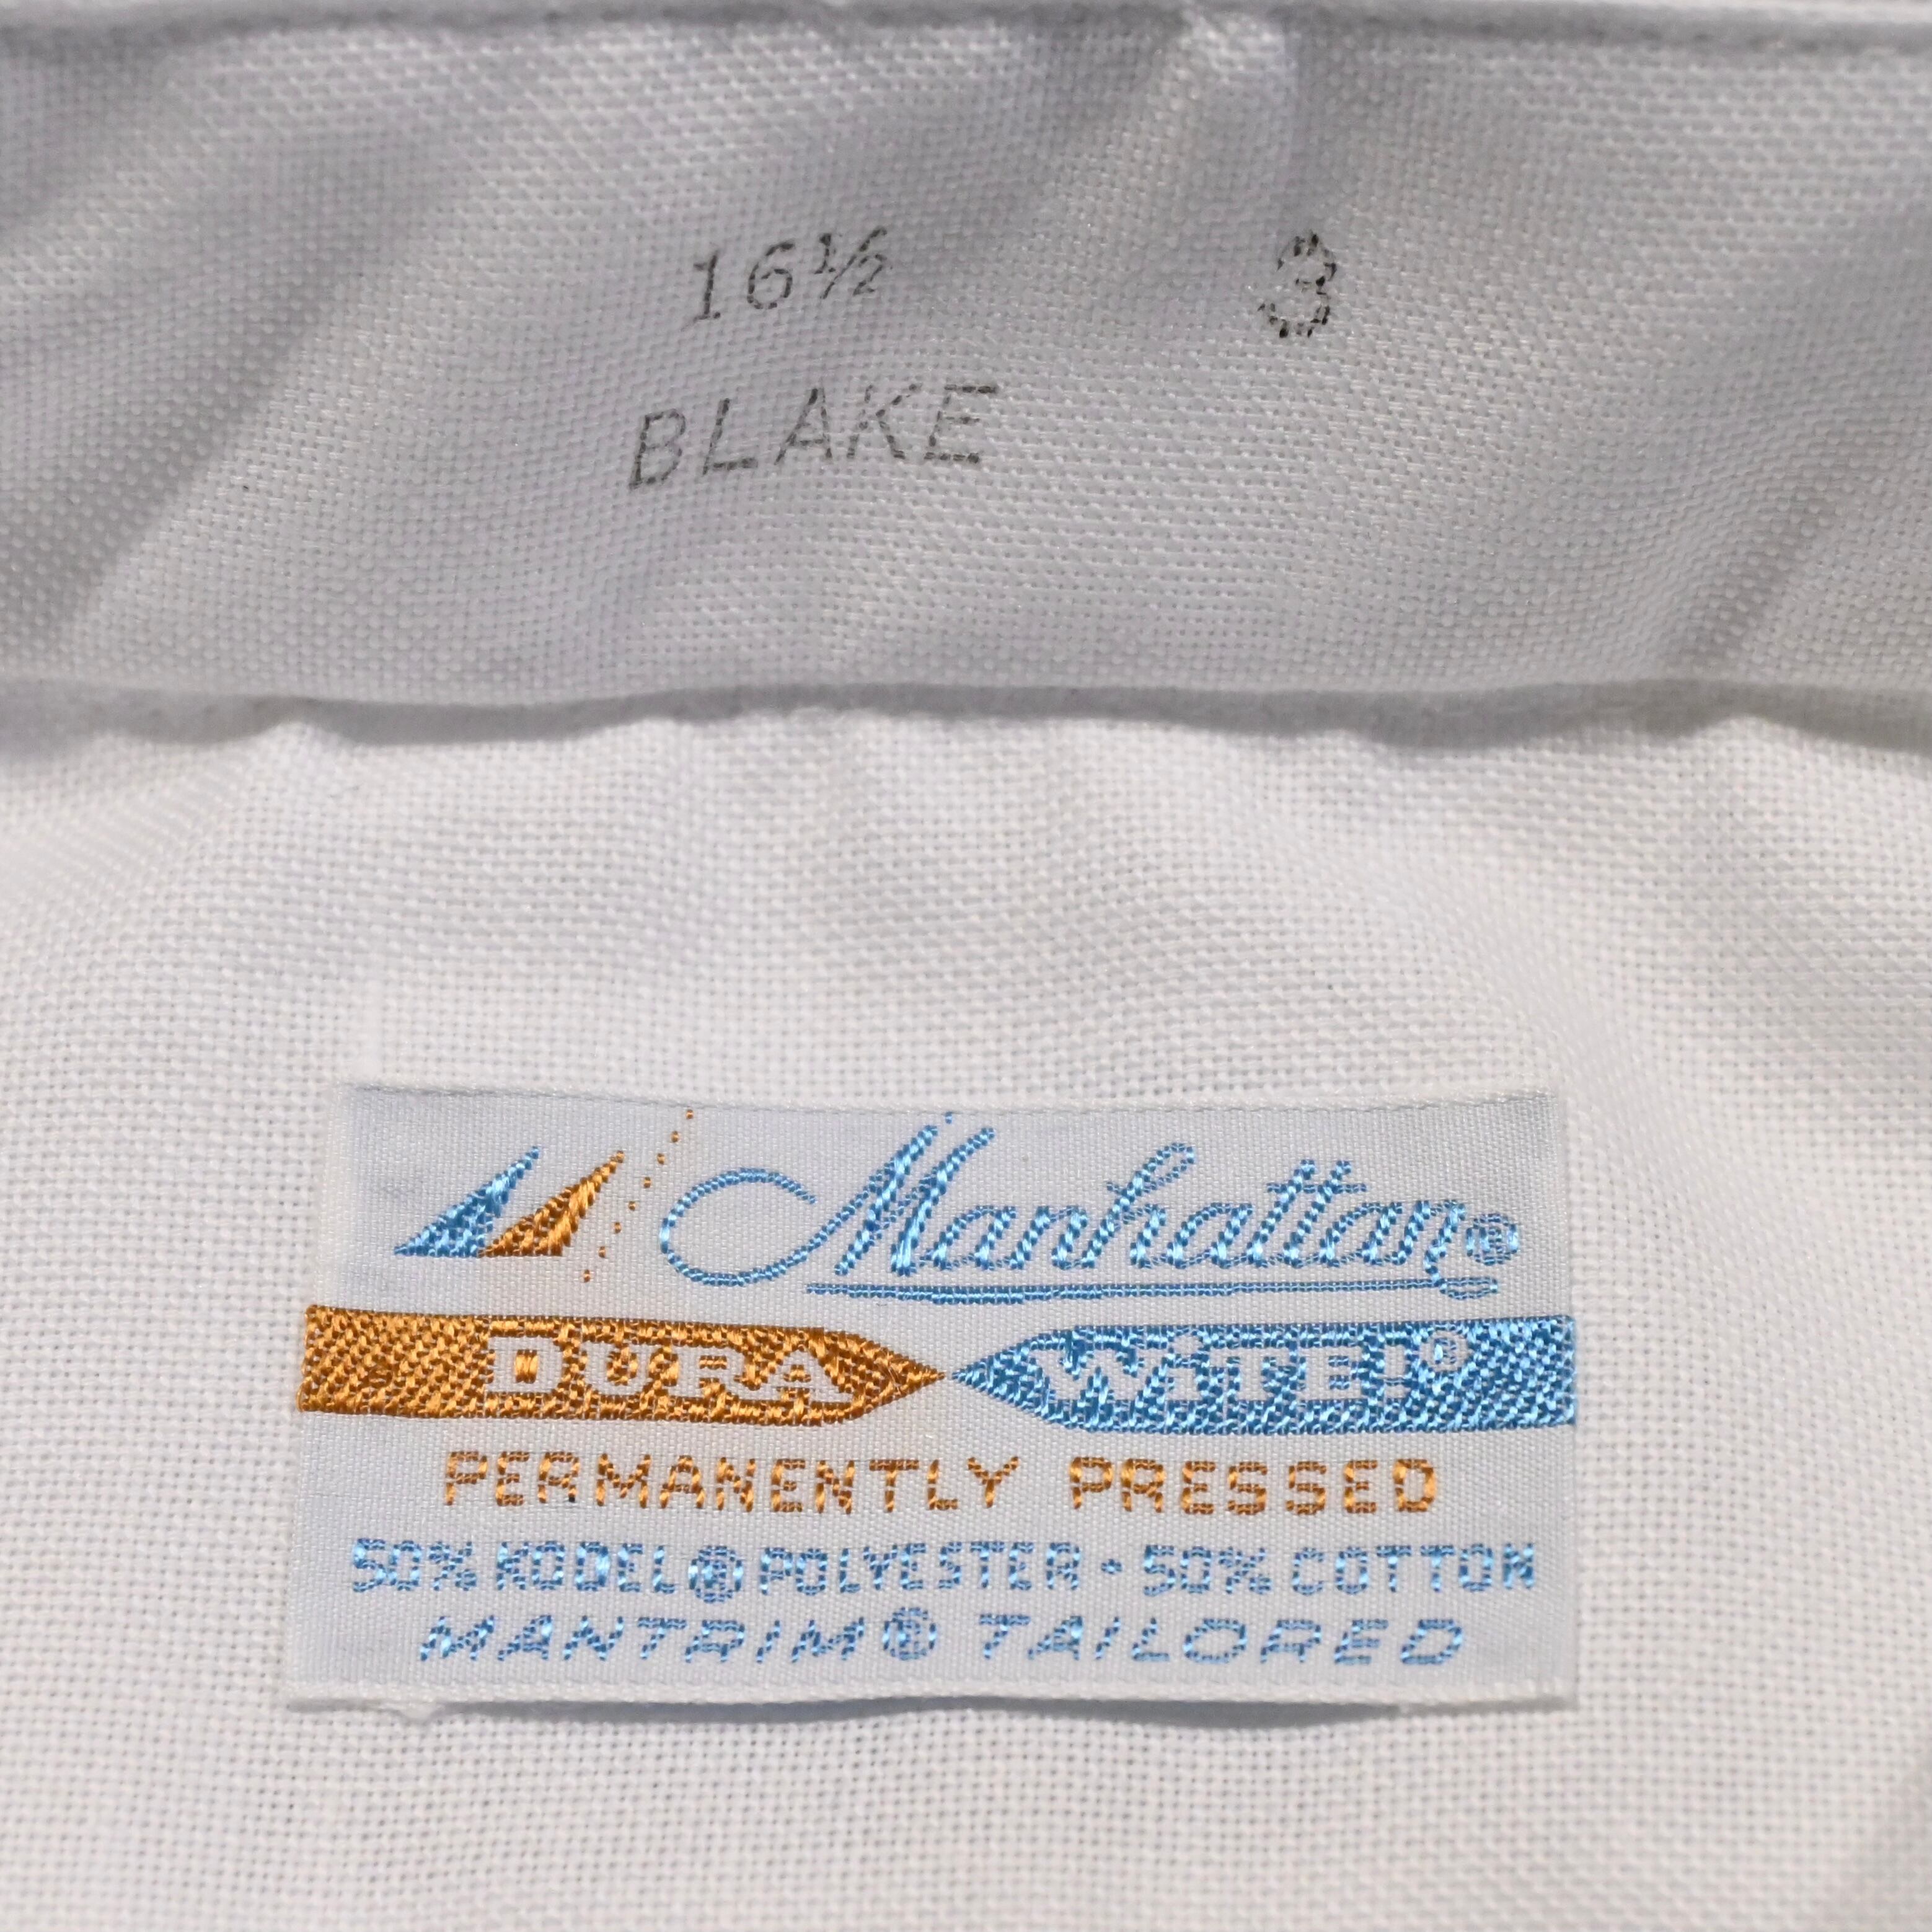 16½ 3
BLAKE
Manhattan®
DURA WITE!®
PERMANENTLY PRESSED
50% KODEL® POLYESTER • 50% COTTON
MANTRIM® TAILORED